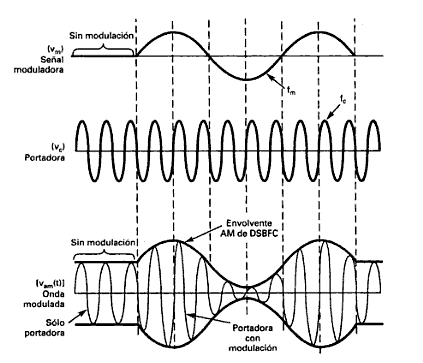 Sin modulación
(vm)
Señal
moduladora
fm
fc
(vc)
Portadora
Envolvente
AM de DSBFC
Sin modulación
[vam(t)]
Onda
modulada
Sólo
portadora
Portadora
con
modulación